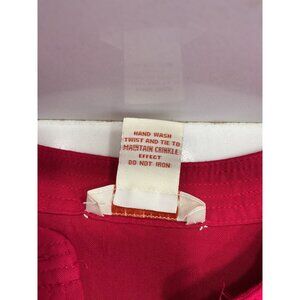 HAND WASH
TWIST AND TIE TO
MAINTAIN CRINKLE
EFFECT
DO NOT IRON